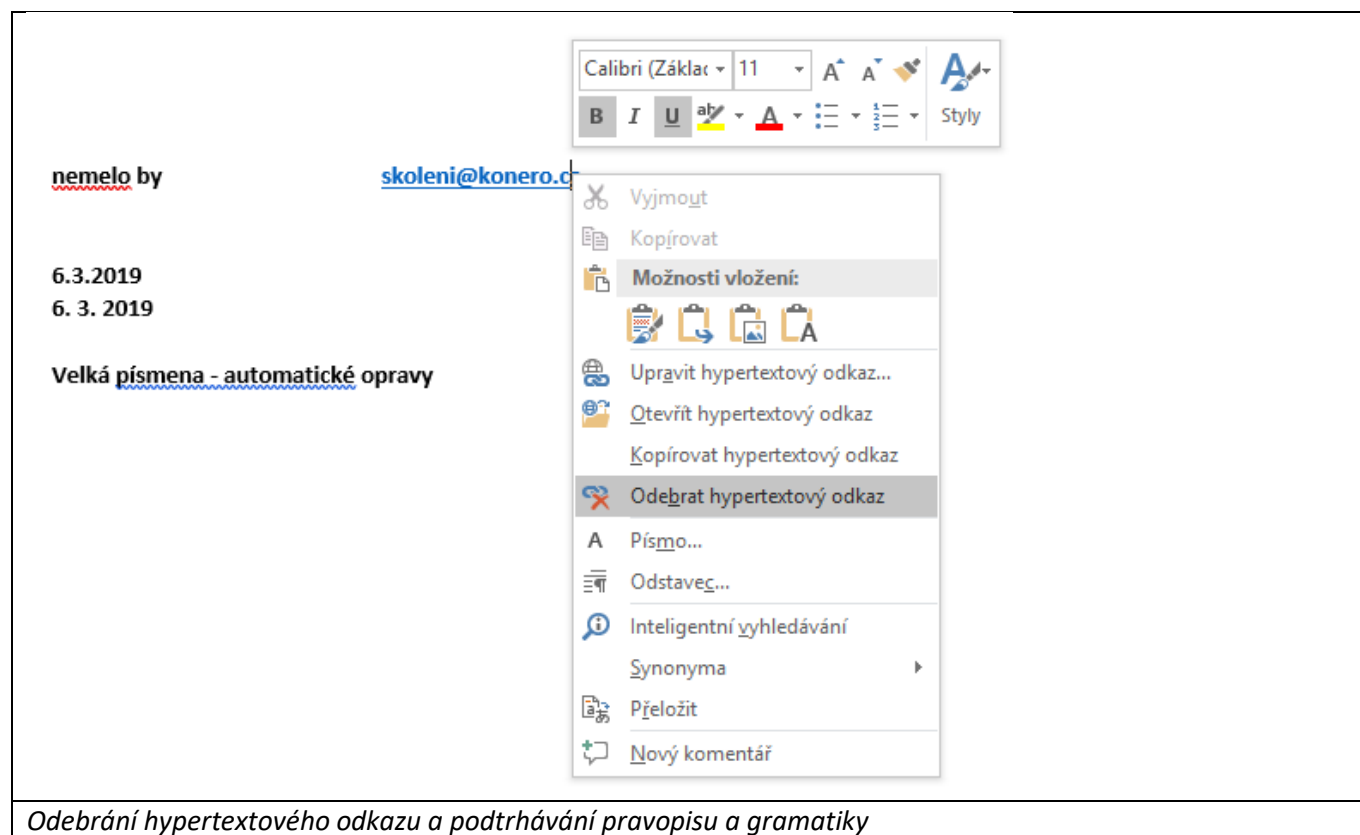 Calibri (Základ 11
B I U Styly
nemelo by skoleni@konero.c
Vyjmout
Kopírovat
6.3.2019
Možnosti vložení:
6. 3. 2019
Velká písmena - automatické opravy
Upravit hypertextový odkaz...
Otevřít hypertextový odkaz
Kopírovat hypertextový odkaz
Odebrat hypertextový odkaz
Písmo...
Odstavec...
Inteligentní vyhledávání
Synonyma
Přeložit
Nový komentář
Odebrání hypertextového odkazu a podtrhávání pravopisu a gramatiky